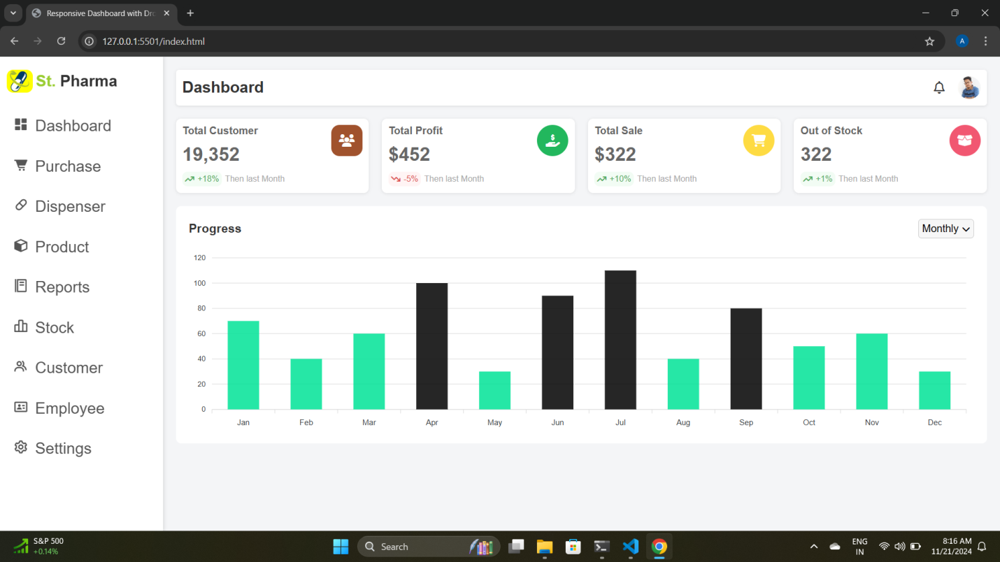 Responsive Dashboard with Dr
127.0.0.1:5501/index.html
A
St. Pharma
Dashboard
Purchase
Dispenser
Product
Reports
Stock
Customer
Employee
Settings
Dashboard
Total Customer
19,352
+18% Then last Month
Total Profit
$452
-5% Then last Month
Total Sale
$322
+10% Then last Month
Out of Stock
322
+1% Then last Month
Progress
Monthly
120
100
80
60
40
20
0
Jan Feb Mar Apr May Jun Jul Aug Sep Oct Nov Dec
S&P 500
+0.14%
Search
ENG
IN
8:16 AM
11/21/2024